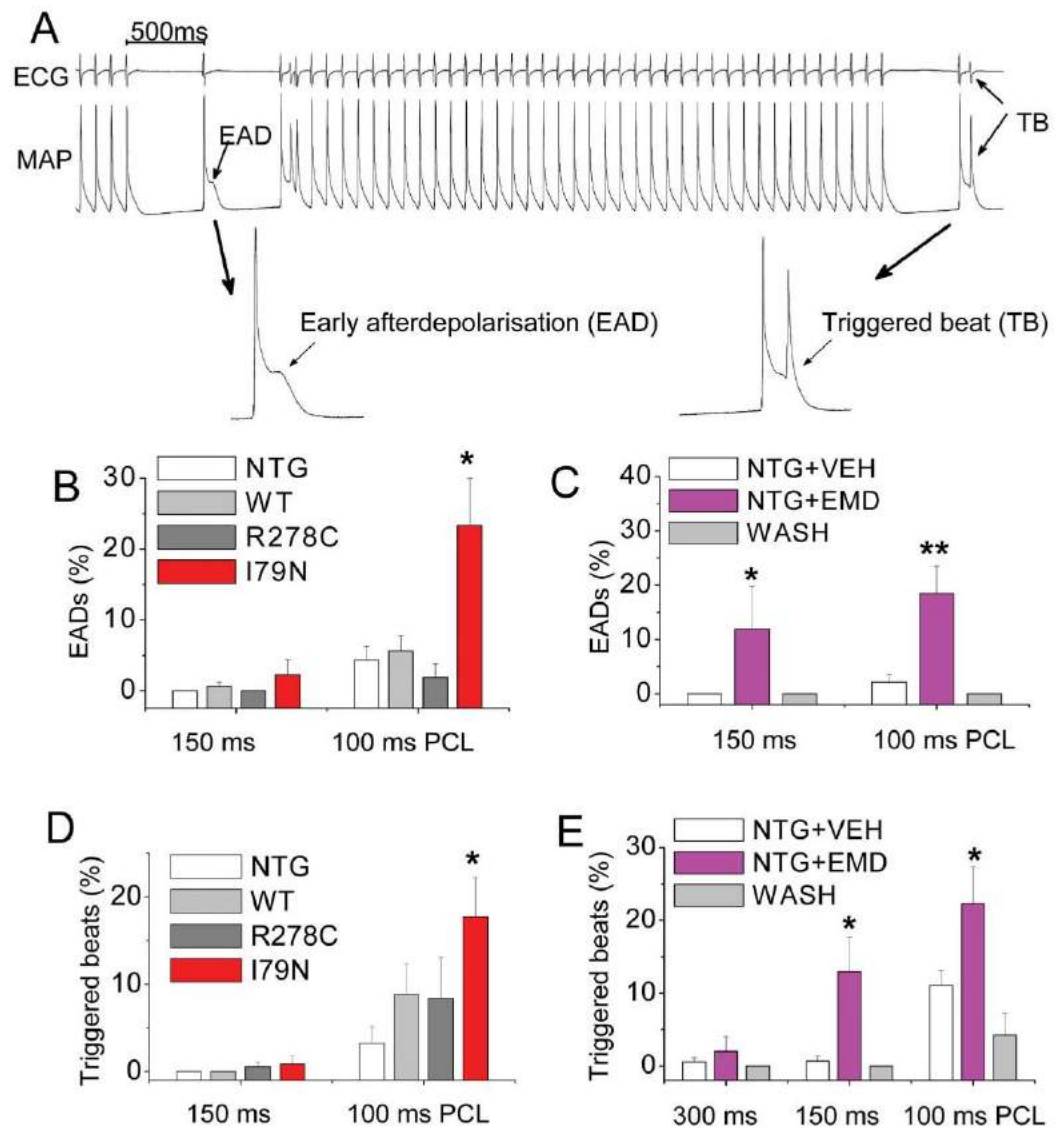 A
500ms
ECG
EAD
MAP
TB
Early afterdepolarisation (EAD)
Triggered beat (TB)
B
NTG
WT
R278C
I79N
*
30
20
10
0
EADs (%)
150 ms
100 ms PCL
C
NTG+VEH
NTG+EMD
WASH
*
**
40
30
20
10
0
EADs (%)
150 ms
100 ms PCL
D
NTG
WT
R278C
I79N
*
20
10
0
Triggered beats (%)
150 ms
100 ms PCL
E
NTG+VEH
NTG+EMD
WASH
*
*
30
20
10
0
Triggered beats (%)
300 ms
150 ms
100 ms PCL